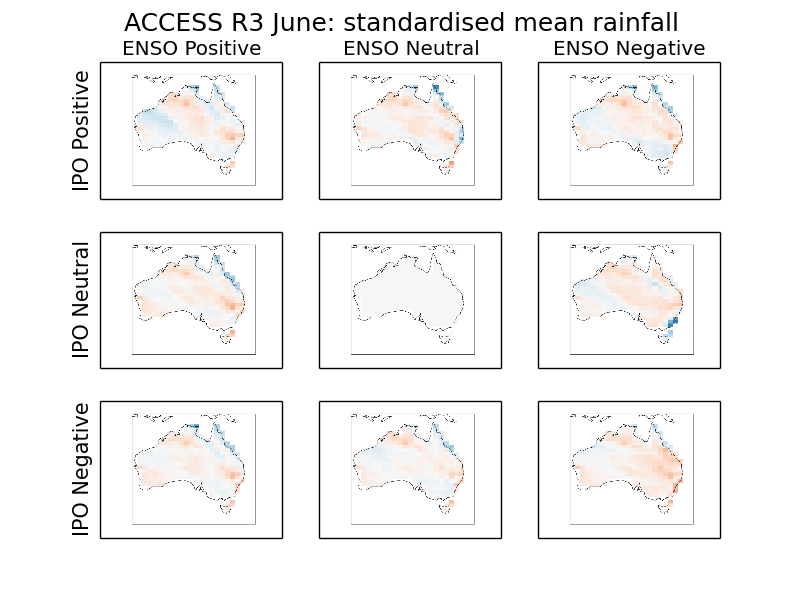 ACCESS R3 June: standardised mean rainfall
ENSO Positive
ENSO Neutral
ENSO Negative
IPO Positive
IPO Neutral
IPO Negative